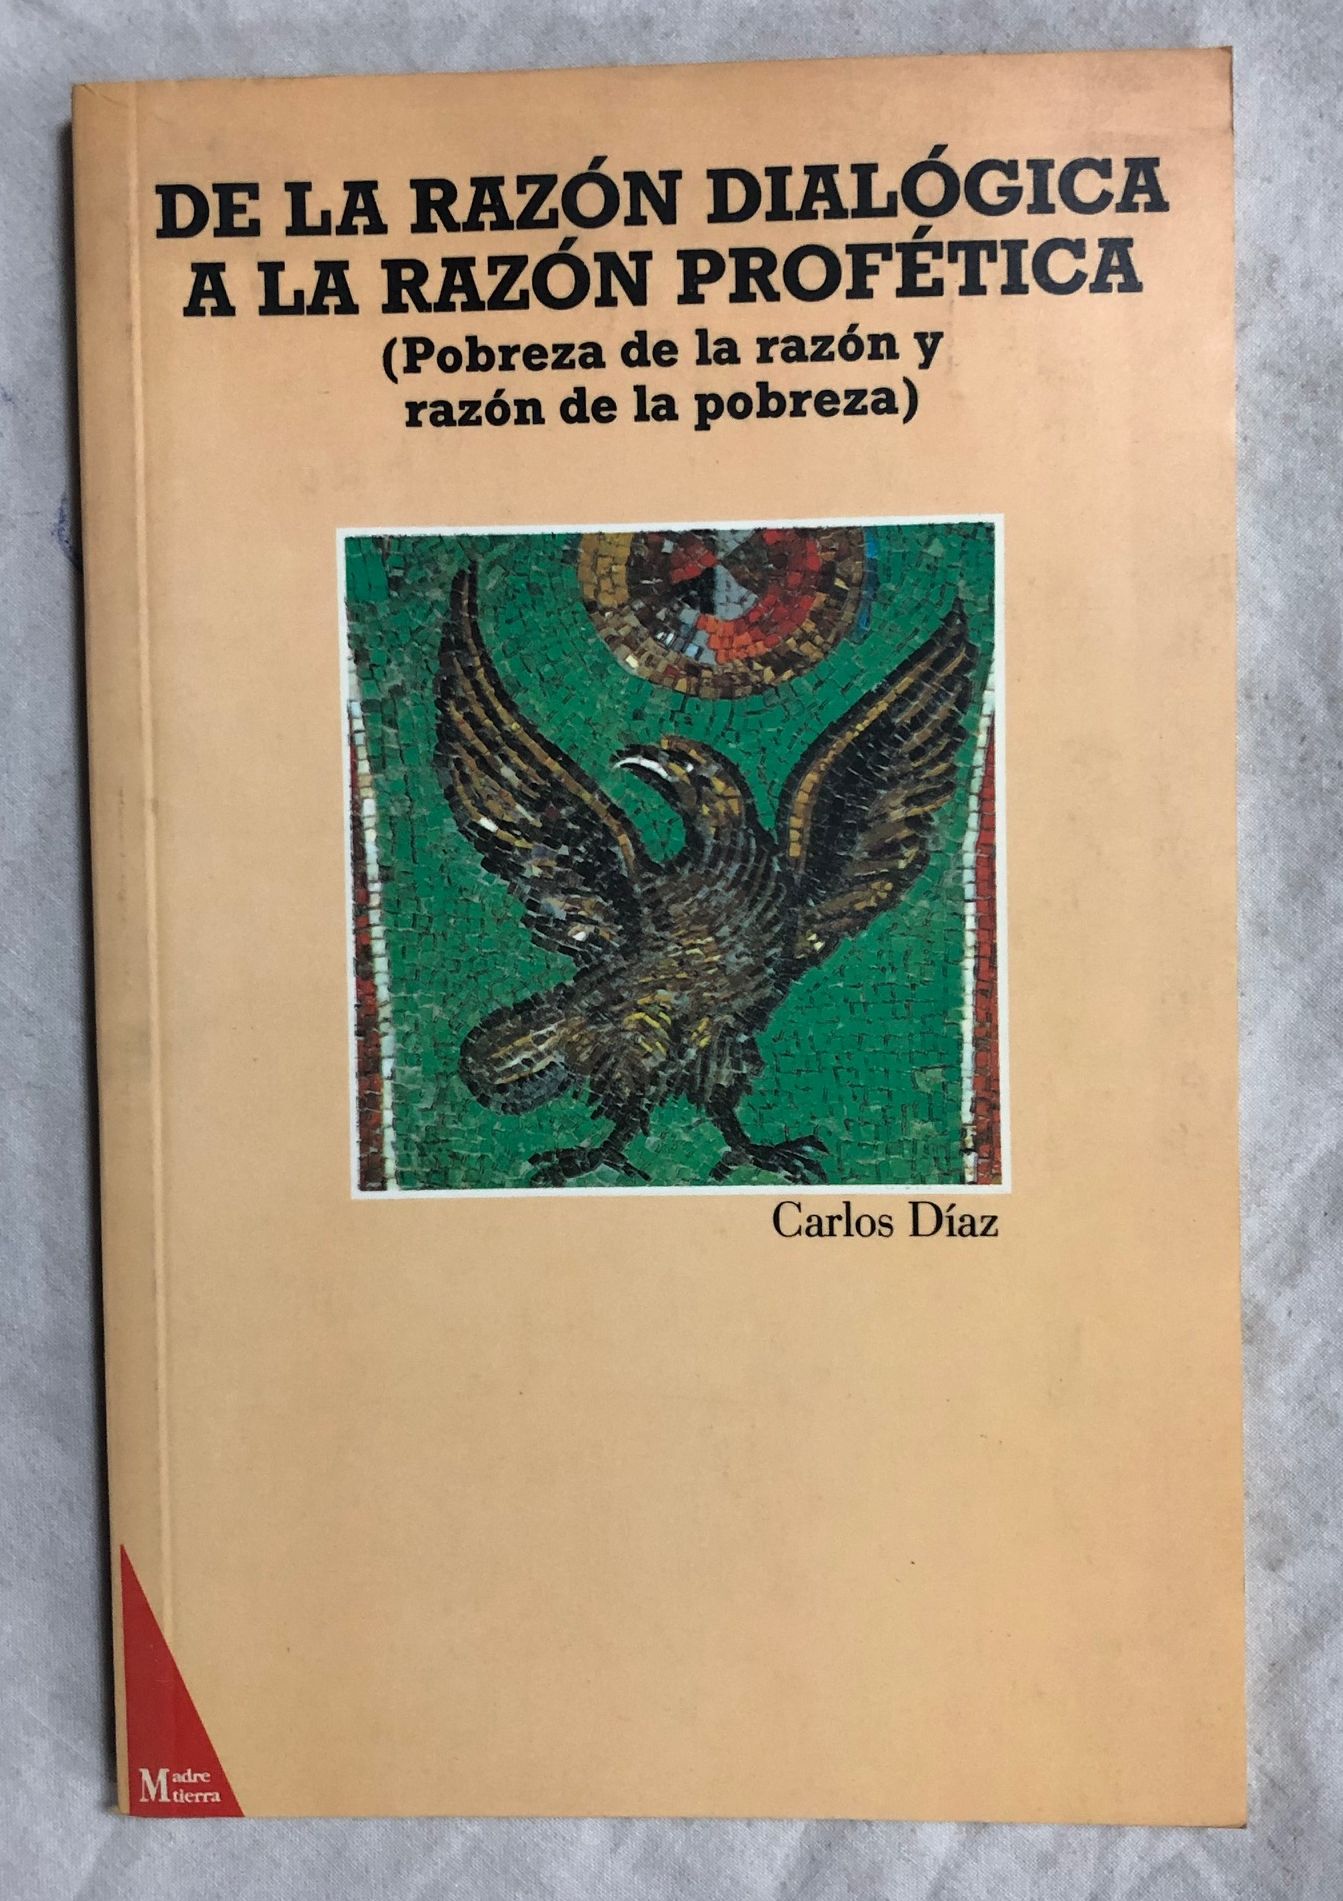 DE LA RAZÓN DIALÓGICA
A LA RAZÓN PROFÉTICA
(Pobreza de la razón y
razón de la pobreza)
Carlos Díaz
Madre
tierra